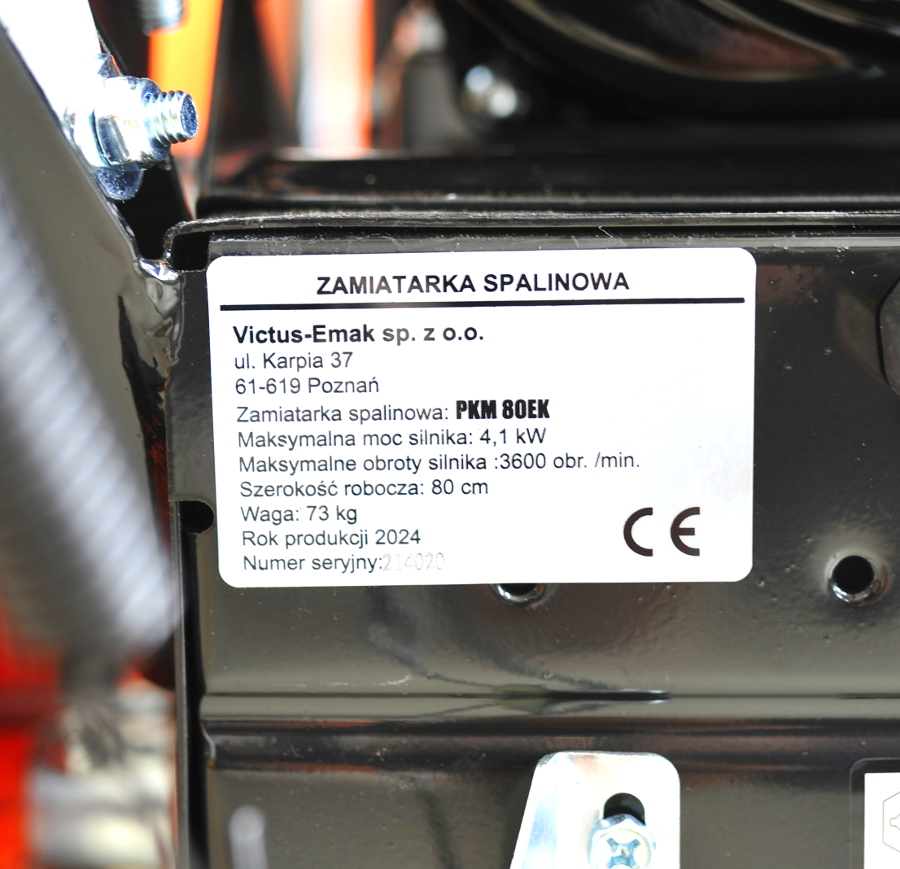 ZAMIATARKA SPALINOWA
Victus-Emak sp. z o.o.
ul. Karpia 37
61-619 Poznań
Zamiatarka spalinowa: PKM 80EK
Maksymalna moc silnika: 4,1 kW
Maksymalne obroty silnika :3600 obr. /min.
Szerokość robocza: 80 cm
Waga: 73 kg
Rok produkcji 2024
Numer seryjny:214020
CE